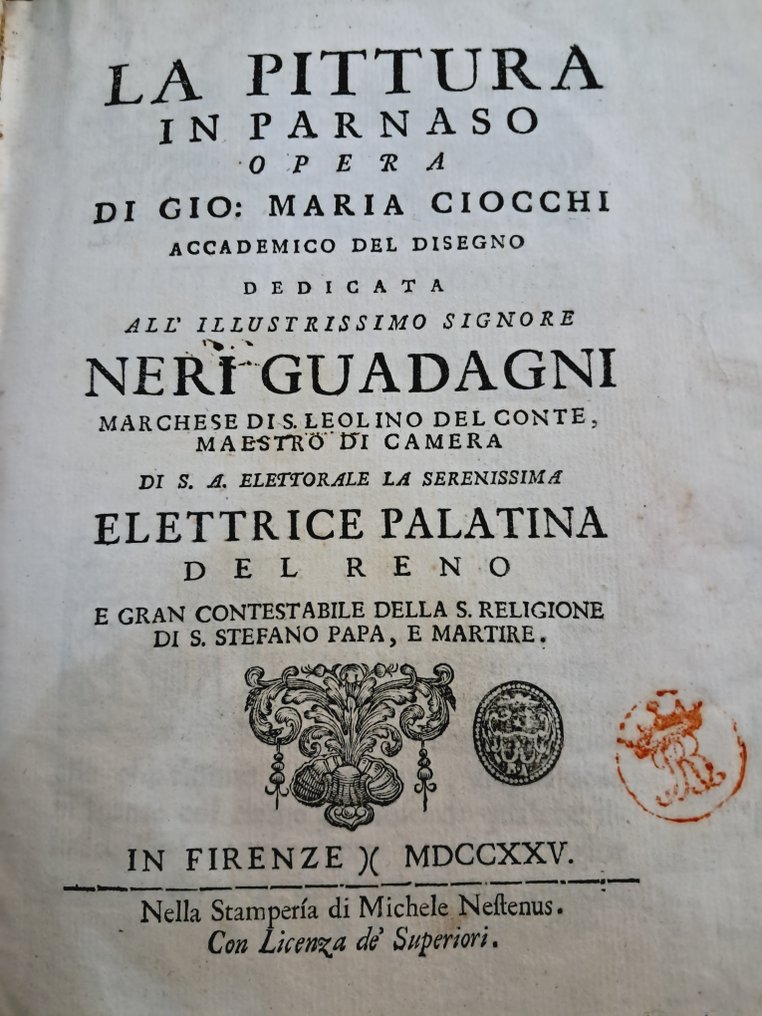 LA PITTURA
IN PARNASO
OPERA
DI GIO: MARIA CIOCCHI
ACCADEMICO DEL DISEGNO
DEDICATA
ALL' ILLUSTRISSIMO SIGNORE
NERI GUADAGNI
MARCHESE DI S. LEOLINO DEL CONTE,
MAESTRO DI CAMERA
DI S. A. ELETTORALE LA SERENISSIMA
ELETTRICE PALATINA
DEL RENO
E GRAN CONTESTABILE DELLA S. RELIGIONE
DI S. STEFANO PAPA, E MARTIRE.
IN FIRENZE )( MDCCXXV.
Nella Stampería di Michele Neſtenus.
Con Licenza de' Superiori.